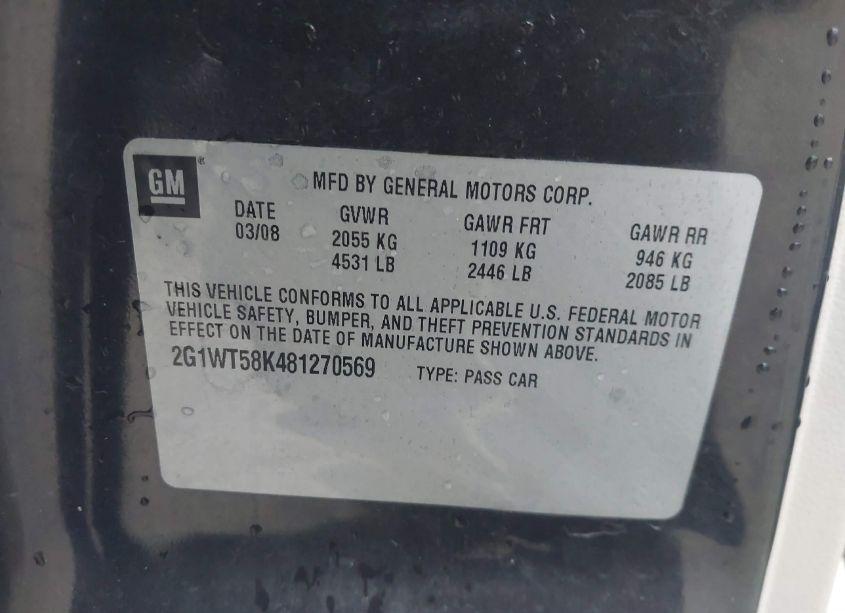 GM®
MFD BY GENERAL MOTORS CORP.
DATE GVWR GAWR FRT GAWR RR
03/08 2055 KG 1109 KG 946 KG
4531 LB 2446 LB 2085 LB
THIS VEHICLE CONFORMS TO ALL APPLICABLE U.S. FEDERAL MOTOR
VEHICLE SAFETY, BUMPER, AND THEFT PREVENTION STANDARDS IN
EFFECT ON THE DATE OF MANUFACTURE SHOWN ABOVE.
2G1WT58K481270569 TYPE: PASS CAR